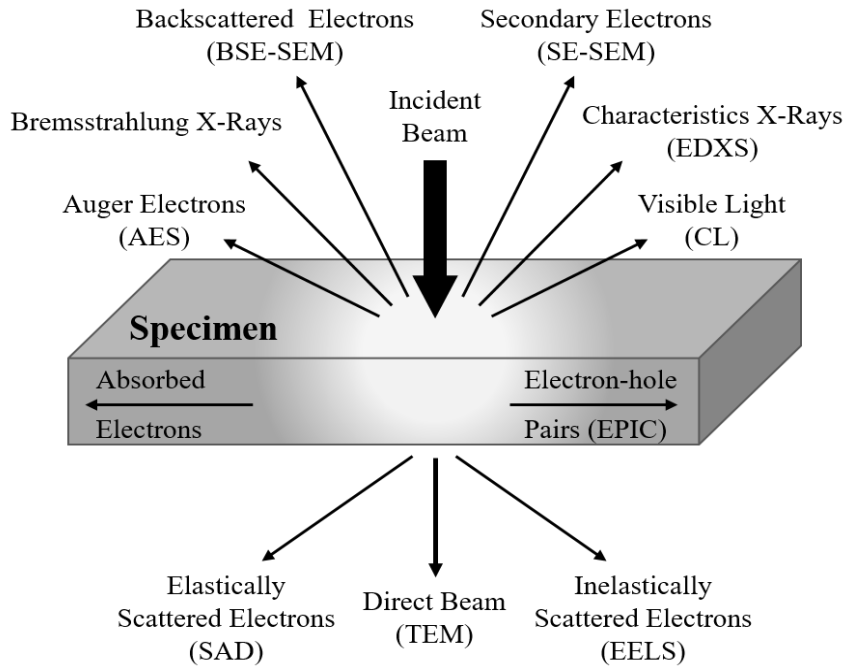 Backscattered Electrons
(BSE-SEM)
Secondary Electrons
(SE-SEM)
Incident
Beam
Bremsstrahlung X-Rays
Characteristics X-Rays
(EDXS)
Auger Electrons
(AES)
Visible Light
(CL)
Specimen
Absorbed
Electrons
Electron-hole
Pairs (EPIC)
Elastically
Scattered Electrons
(SAD)
Direct Beam
(TEM)
Inelastically
Scattered Electrons
(EELS)